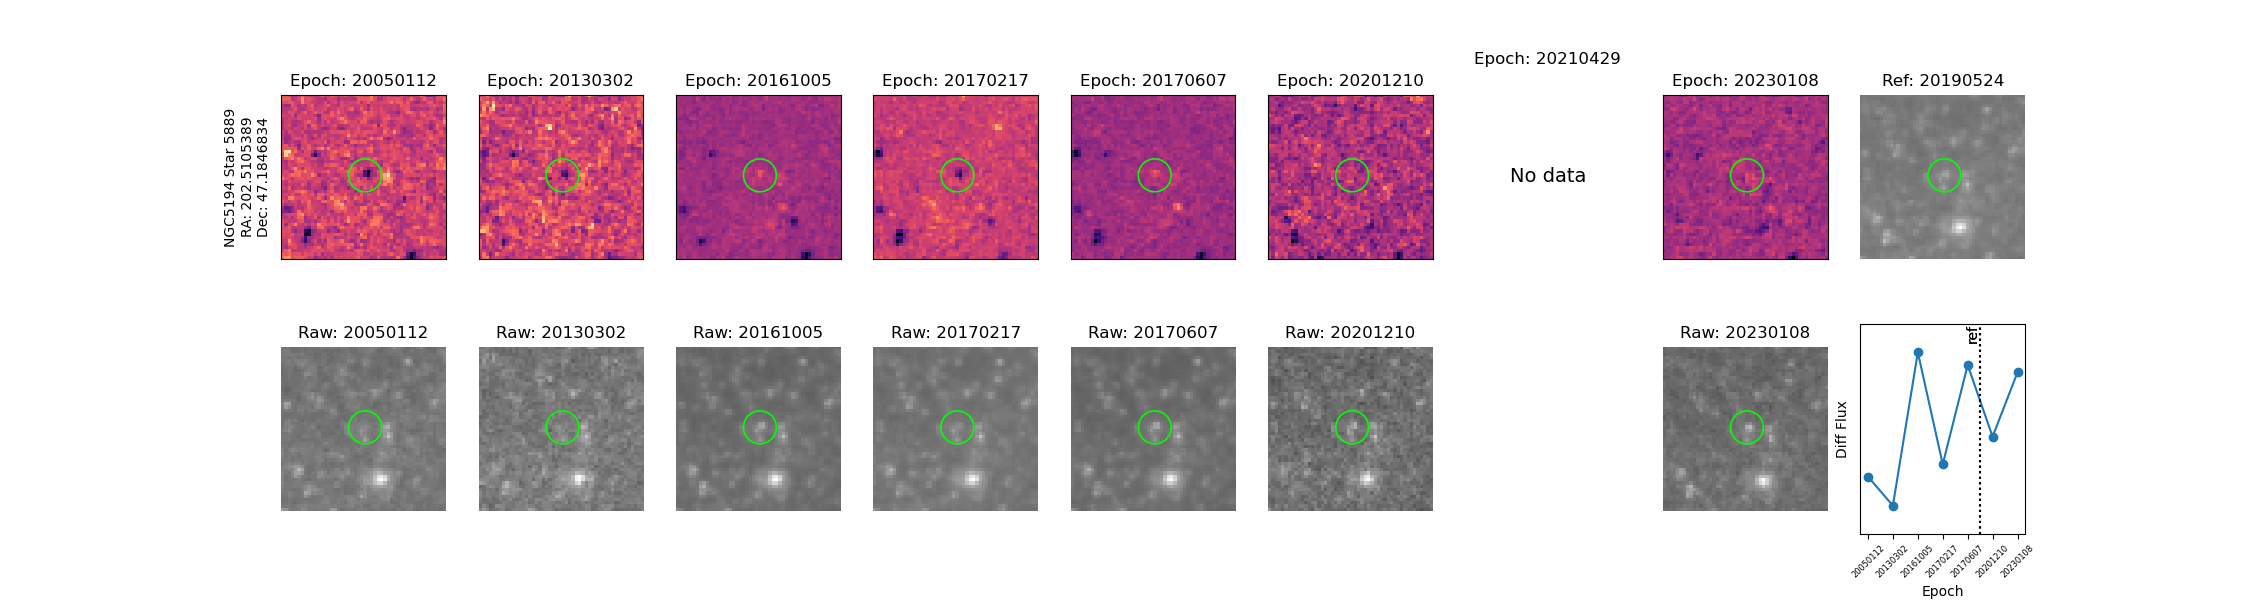 Epoch: 20210429
Epoch: 20050112
Epoch: 20130302
Epoch: 20161005
Epoch: 20170217
Epoch: 20170607
Epoch: 20201210
Epoch: 20230108
Ref: 20190524
NGC5194 Star 5889
RA: 202.5105389
Dec: 47.1846834
No data
Raw: 20050112
Raw: 20130302
Raw: 20161005
Raw: 20170217
Raw: 20170607
Raw: 20201210
Raw: 20230108
ref
Diff Flux
20050112
20130302
20161005
20170217
20170607
20201210
20230108
Epoch